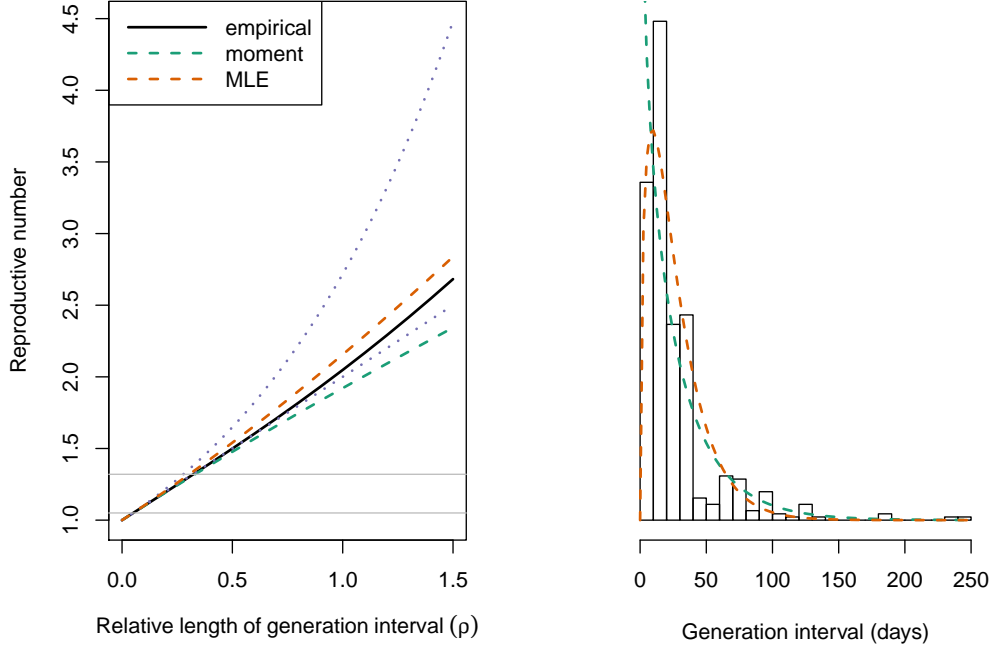 empirical
moment
MLE
Reproductive number
1.0
1.5
2.0
2.5
3.0
3.5
4.0
4.5
0.0 0.5 1.0 1.5
Relative length of generation interval (ρ)
0 50 100 150 200 250
Generation interval (days)